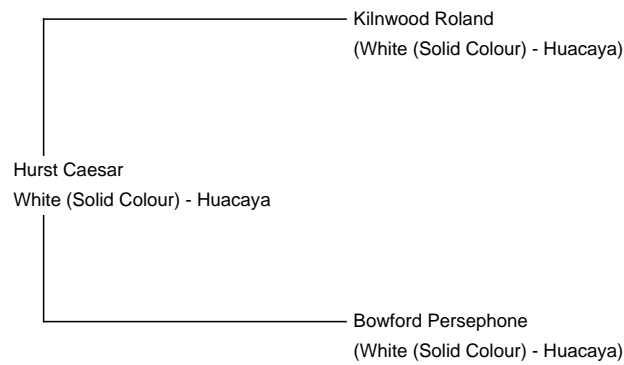 Kilnwood Roland
(White (Solid Colour) - Huacaya)
Hurst Caesar
White (Solid Colour) - Huacaya
Bowford Persephone
(White (Solid Colour) - Huacaya)